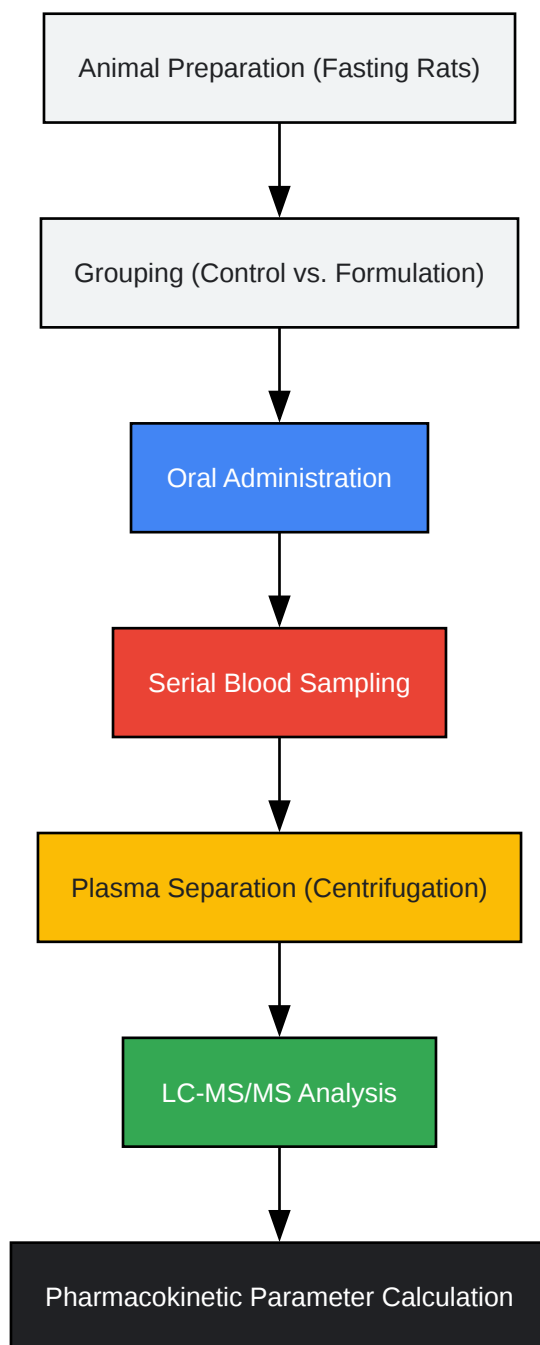 Animal Preparation (Fasting Rats)
Grouping (Control vs. Formulation)
Oral Administration
Serial Blood Sampling
Plasma Separation (Centrifugation)
LC-MS/MS Analysis
Pharmacokinetic Parameter Calculation